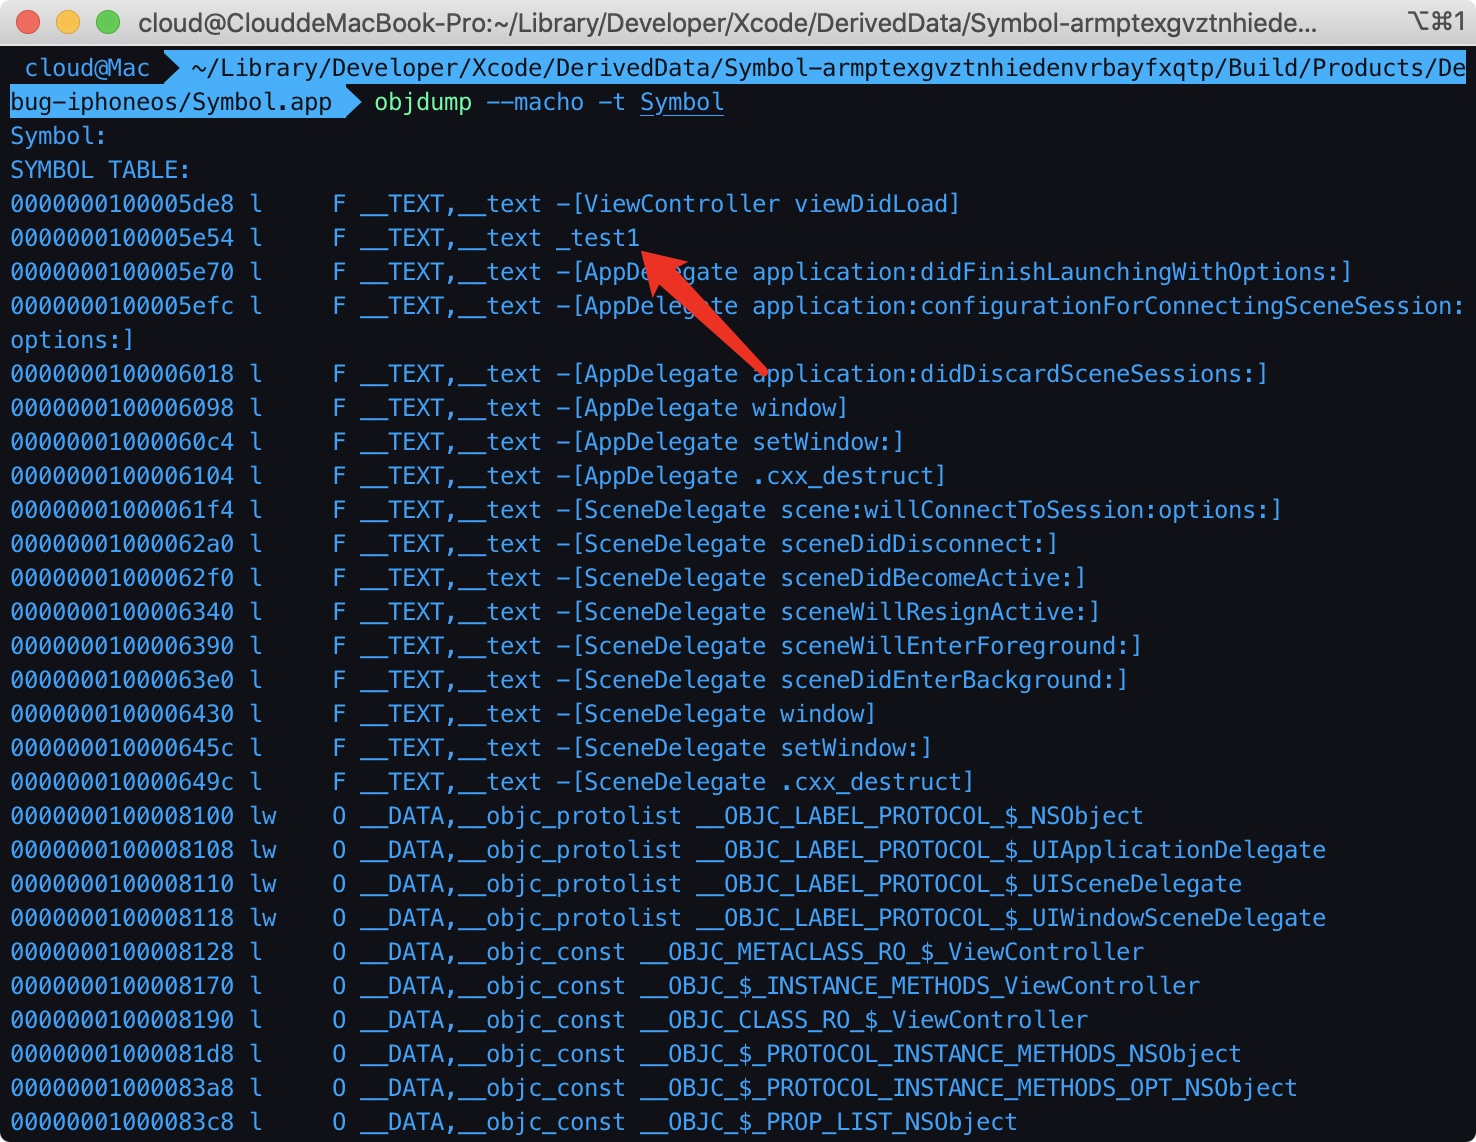 cloud@ClouddeMacBook-Pro:~/Library/Developer/Xcode/DerivedData/Symbol-armptexgvztnhiede... ⌥⌘1
cloud@Mac ~/Library/Developer/Xcode/DerivedData/Symbol-armptexgvztnhiedenvrbayfxqtp/Build/Products/De
bug-iphoneos/Symbol.app objdump --macho -t Symbol
Symbol:
SYMBOL TABLE:
0000000100005de8 l     F __TEXT,__text -[ViewController viewDidLoad]
0000000100005e54 l     F __TEXT,__text _test1
0000000100005e70 l     F __TEXT,__text -[AppDelegate application:didFinishLaunchingWithOptions:]
0000000100005efc l     F __TEXT,__text -[AppDelegate application:configurationForConnectingSceneSession:
options:]
0000000100006018 l     F __TEXT,__text -[AppDelegate application:didDiscardSceneSessions:]
0000000100006098 l     F __TEXT,__text -[AppDelegate window]
00000001000060c4 l     F __TEXT,__text -[AppDelegate setWindow:]
0000000100006104 l     F __TEXT,__text -[AppDelegate .cxx_destruct]
00000001000061f4 l     F __TEXT,__text -[SceneDelegate scene:willConnectToSession:options:]
00000001000062a0 l     F __TEXT,__text -[SceneDelegate sceneDidDisconnect:]
00000001000062f0 l     F __TEXT,__text -[SceneDelegate sceneDidBecomeActive:]
0000000100006340 l     F __TEXT,__text -[SceneDelegate sceneWillResignActive:]
0000000100006390 l     F __TEXT,__text -[SceneDelegate sceneWillEnterForeground:]
00000001000063e0 l     F __TEXT,__text -[SceneDelegate sceneDidEnterBackground:]
0000000100006430 l     F __TEXT,__text -[SceneDelegate window]
000000010000645c l     F __TEXT,__text -[SceneDelegate setWindow:]
000000010000649c l     F __TEXT,__text -[SceneDelegate .cxx_destruct]
0000000100008100 lw    O __DATA,__objc_protolist __OBJC_LABEL_PROTOCOL_$_NSObject
0000000100008108 lw    O __DATA,__objc_protolist __OBJC_LABEL_PROTOCOL_$_UIApplicationDelegate
0000000100008110 lw    O __DATA,__objc_protolist __OBJC_LABEL_PROTOCOL_$_UISceneDelegate
0000000100008118 lw    O __DATA,__objc_protolist __OBJC_LABEL_PROTOCOL_$_UIWindowSceneDelegate
0000000100008128 l     O __DATA,__objc_const __OBJC_METACLASS_RO_$_ViewController
0000000100008170 l     O __DATA,__objc_const __OBJC_$_INSTANCE_METHODS_ViewController
0000000100008190 l     O __DATA,__objc_const __OBJC_CLASS_RO_$_ViewController
00000001000081d8 l     O __DATA,__objc_const __OBJC_$_PROTOCOL_INSTANCE_METHODS_NSObject
00000001000083a8 l     O __DATA,__objc_const __OBJC_$_PROTOCOL_INSTANCE_METHODS_OPT_NSObject
00000001000083c8 l     O __DATA,__objc_const __OBJC_$_PROP_LIST_NSObject